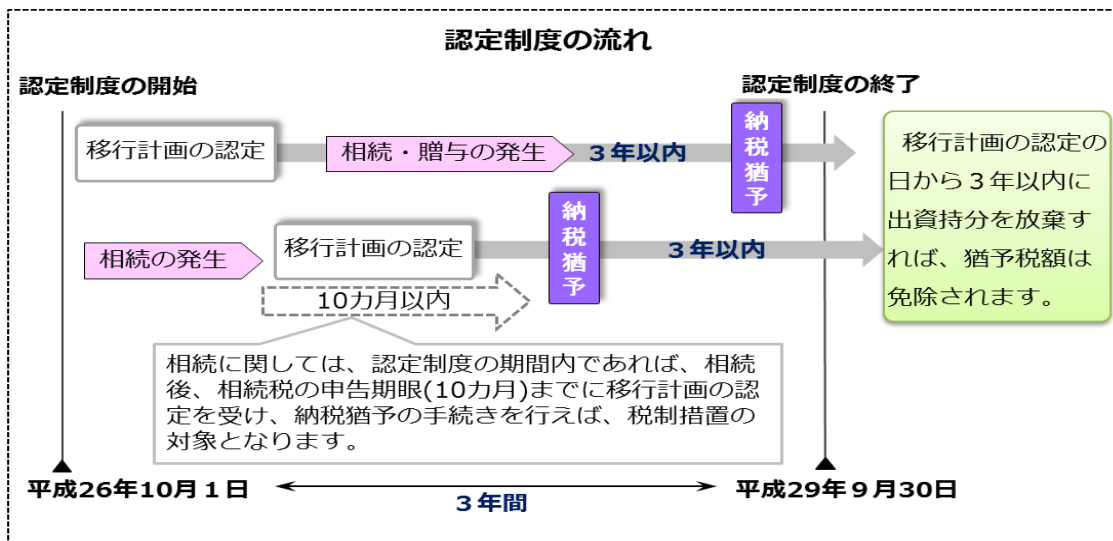 認定制度の流れ
認定制度の開始
認定制度の終了
移行計画の認定
相続・贈与の発生
３年以内
納税猶予
移行計画の認定の
日から３年以内に
出資持分を放棄す
れば、猶予税額は
免除されます。
相続の発生
移行計画の認定
納税猶予
３年以内
10カ月以内
相続に関しては、認定制度の期間内であれば、相続
後、相続税の申告期眼(10カ月)までに移行計画の認
定を受け、納税猶予の手続きを行えば、税制措置の
対象となります。
平成26年10月１日
３年間
平成29年９月30日